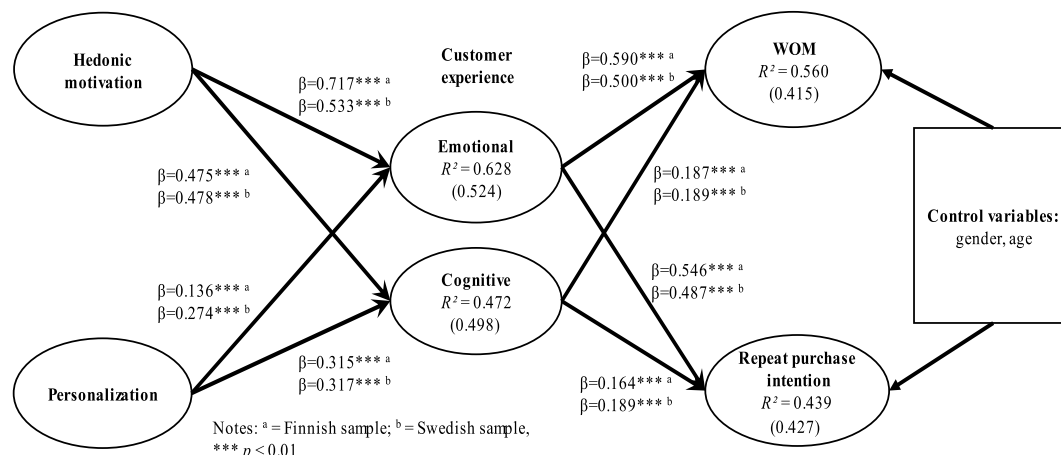 Hedonic
motivation
Customer
experience
β=0.717*** ᵃ
β=0.533*** ᵇ
β=0.590*** ᵃ
β=0.500*** ᵇ
WOM
R² = 0.560
(0.415)
Emotional
R² = 0.628
(0.524)
β=0.475*** ᵃ
β=0.478*** ᵇ
β=0.187*** ᵃ
β=0.189*** ᵇ
Control variables:
gender, age
β=0.136*** ᵃ
β=0.274*** ᵇ
Cognitive
R² = 0.472
(0.498)
β=0.546*** ᵃ
β=0.487*** ᵇ
Personalization
β=0.315*** ᵃ
β=0.317*** ᵇ
β=0.164*** ᵃ
β=0.189*** ᵇ
Repeat purchase
intention
R² = 0.439
(0.427)
Notes: ᵃ = Finnish sample; ᵇ = Swedish sample,
*** p < 0.01